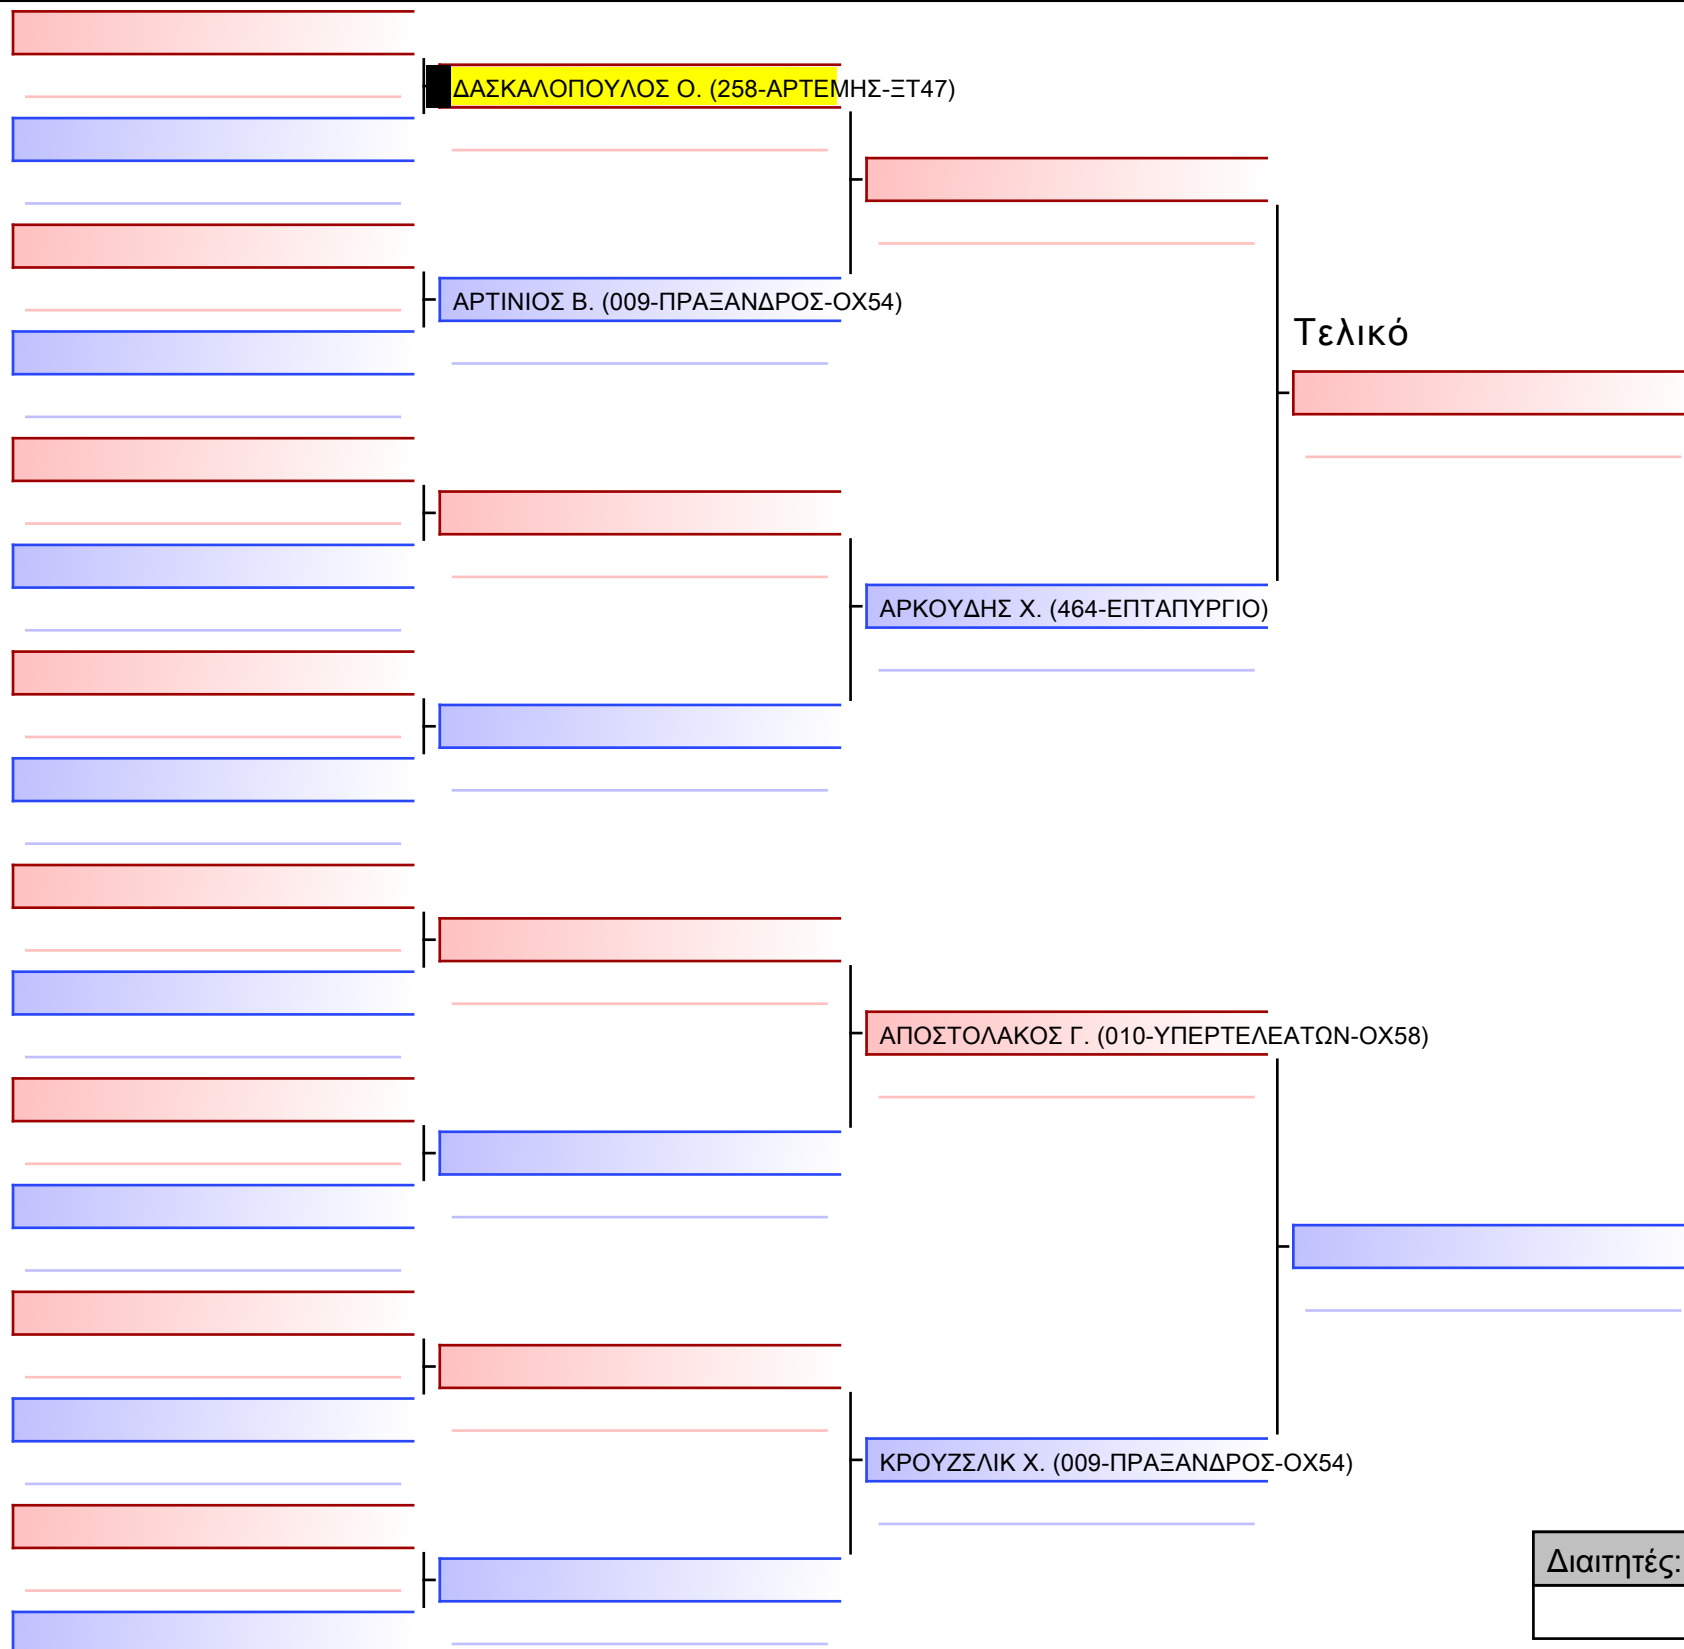 ΔΑΣΚΑΛΟΠΟΥΛΟΣ Ο. (258-ΑΡΤΕΜΗΣ-ΞΤ47)
ΑΡΤΙΝΙΟΣ Β. (009-ΠΡΑΞΑΝΔΡΟΣ-ΟΧ54)
Τελικό
ΑΡΚΟΥΔΗΣ Χ. (464-ΕΠΤΑΠΥΡΓΙΟ)
ΑΠΟΣΤΟΛΑΚΟΣ Γ. (010-ΥΠΕΡΤΕΛΕΑΤΩΝ-ΟΧ58)
ΚΡΟΥΖΣΛΙΚ Χ. (009-ΠΡΑΞΑΝΔΡΟΣ-ΟΧ54)
Διαιτητές: